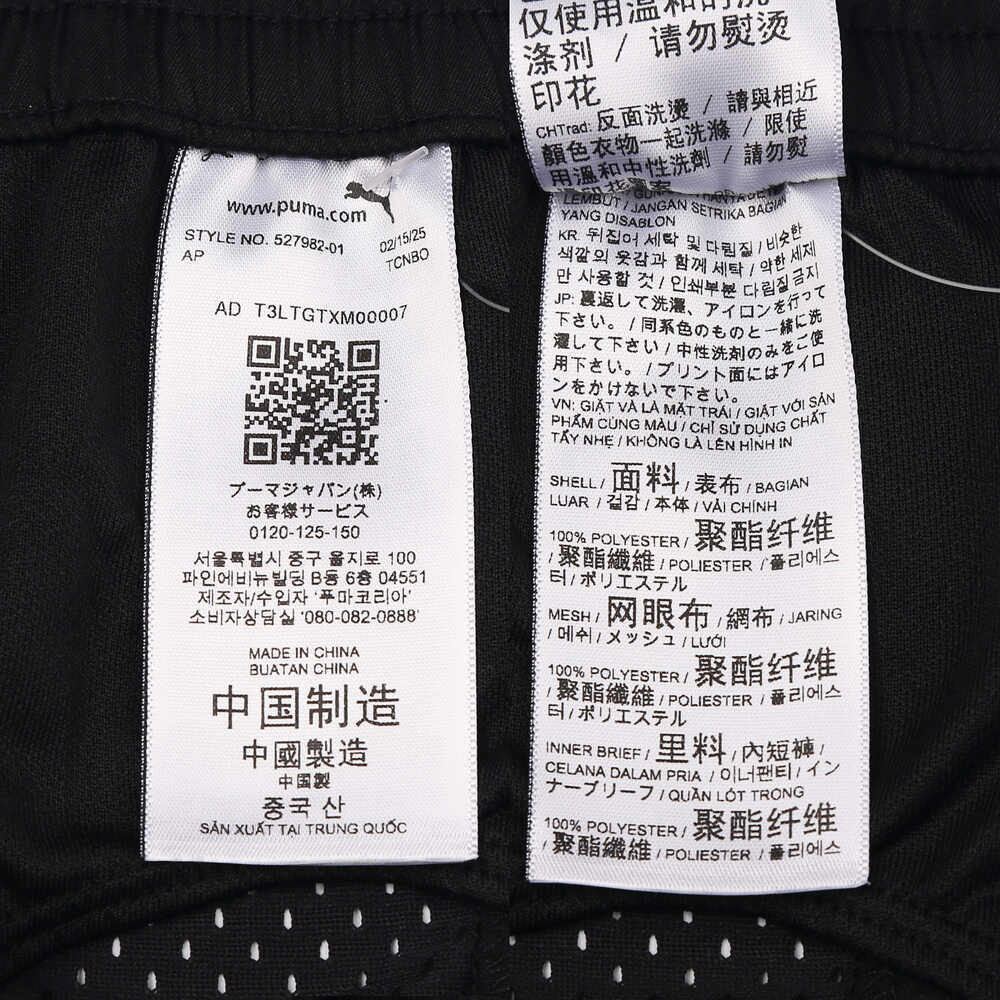 www.puma.com
STYLE NO. 527982-01 02/15/25
AP TCNBO
AD T3LTGTXM00007
プーマジャパン(株)
お客様サービス
0120-125-150
서울특별시 중구 을지로 100
파인에비뉴빌딩 B동 6층 04551
제조자/수입자 '푸마코리아'
소비자상담실 '080-082-0888'
MADE IN CHINA
BUATAN CHINA
中国制造
中國製造
中国製
중국 산
SẢN XUẤT TẠI TRUNG QUỐC
仅使用温和的洗
涤剂 / 请勿熨烫
印花
CHTrad: 反面洗燙 / 請與相近
顏色衣物一起洗滌 / 限使
用溫和中性洗劑 / 請勿熨
LEMBUT / JANGAN SETRIKA BAGIAN
YANG DISABLON
KR: 뒤집어 세탁 및 다림질 / 비슷한
색깔의 옷감과 함께 세탁 / 약한 세제
만 사용할 것 / 인쇄부분 다림질 금지
JP: 裏返して洗濯、アイロンを行って
下さい。/ 同系色のものと一緒に洗
濯して下さい / 中性洗剤のみをご使
用下さい。/ プリント面にはアイロ
ンをかけないで下さい。
VN: GIẶT VÀ LÀ MẶT TRÁI / GIẶT VỚI SẢN
PHẨM CÙNG MÀU / CHỈ SỬ DỤNG CHẤT
TẨY NHẸ / KHÔNG LÀ LÊN HÌNH IN
SHELL / 面料 / 表布 / BAGIAN
LUAR / 겉감 / 本体 / VẢI CHÍNH
100% POLYESTER / 聚酯纤维
/ 聚酯纖維 / POLYESTER / 폴리에스
터 / ポリエステル
MESH / 网眼布 / 網布 / JARING
/ 메쉬 / メッシュ / LƯỚI
100% POLYESTER / 聚酯纤维
/ 聚酯纖維 / POLYESTER / 폴리에스
터 / ポリエステル
INNER BRIEF / 里料 / 內短褲 /
CELANA DALAM PRIA / 이너팬티 / イン
ナーブリーフ / QUẦN LÓT TRONG
100% POLYESTER / 聚酯纤维
/ 聚酯纖維 / POLYESTER / 폴리에스